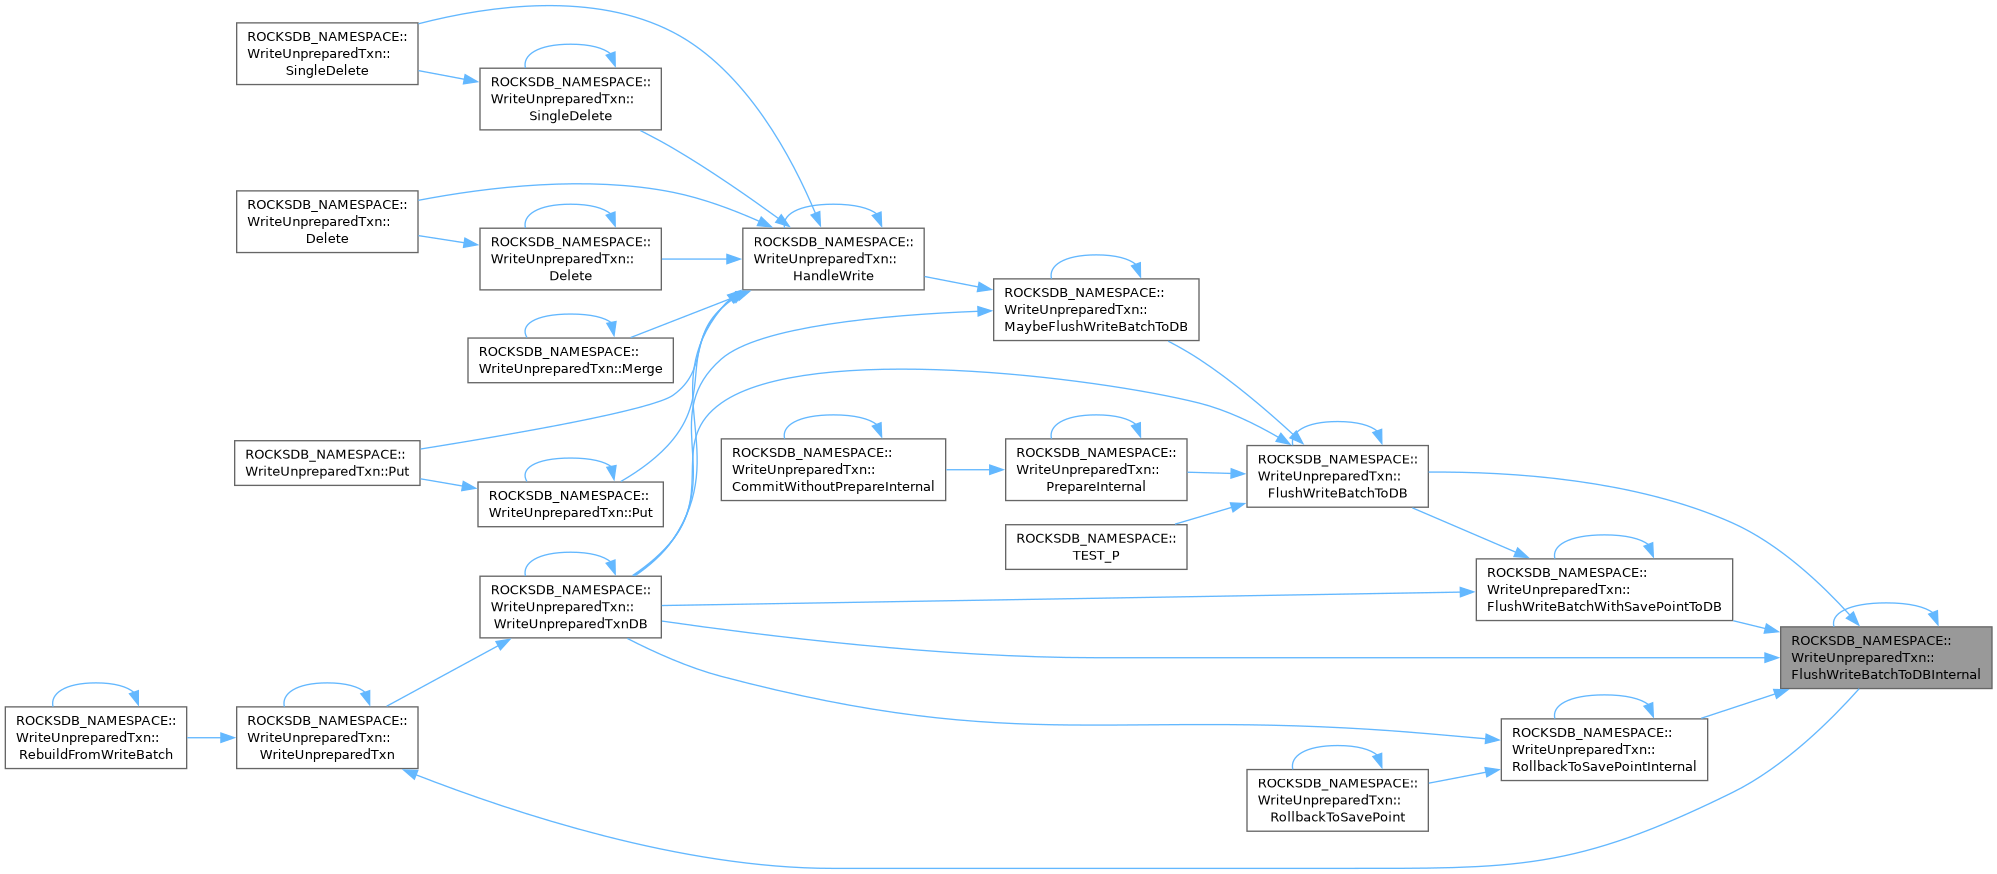 ROCKSDB_NAMESPACE::
WriteUnpreparedTxn::
SingleDelete
ROCKSDB_NAMESPACE::
WriteUnpreparedTxn::
SingleDelete
ROCKSDB_NAMESPACE::
WriteUnpreparedTxn::
Delete
ROCKSDB_NAMESPACE::
WriteUnpreparedTxn::
Delete
ROCKSDB_NAMESPACE::
WriteUnpreparedTxn::
HandleWrite
ROCKSDB_NAMESPACE::
WriteUnpreparedTxn::
MaybeFlushWriteBatchToDB
ROCKSDB_NAMESPACE::
WriteUnpreparedTxn::Merge
ROCKSDB_NAMESPACE::
WriteUnpreparedTxn::Put
ROCKSDB_NAMESPACE::
WriteUnpreparedTxn::Put
ROCKSDB_NAMESPACE::
WriteUnpreparedTxn::
CommitWithoutPrepareInternal
ROCKSDB_NAMESPACE::
WriteUnpreparedTxn::
PrepareInternal
ROCKSDB_NAMESPACE::
WriteUnpreparedTxn::
FlushWriteBatchToDB
ROCKSDB_NAMESPACE::
TEST_P
ROCKSDB_NAMESPACE::
WriteUnpreparedTxn::
WriteUnpreparedTxnDB
ROCKSDB_NAMESPACE::
WriteUnpreparedTxn::
FlushWriteBatchWithSavePointToDB
ROCKSDB_NAMESPACE::
WriteUnpreparedTxn::
FlushWriteBatchToDBInternal
ROCKSDB_NAMESPACE::
WriteUnpreparedTxn::
RebuildFromWriteBatch
ROCKSDB_NAMESPACE::
WriteUnpreparedTxn::
WriteUnpreparedTxn
ROCKSDB_NAMESPACE::
WriteUnpreparedTxn::
RollbackToSavePointInternal
ROCKSDB_NAMESPACE::
WriteUnpreparedTxn::
RollbackToSavePoint